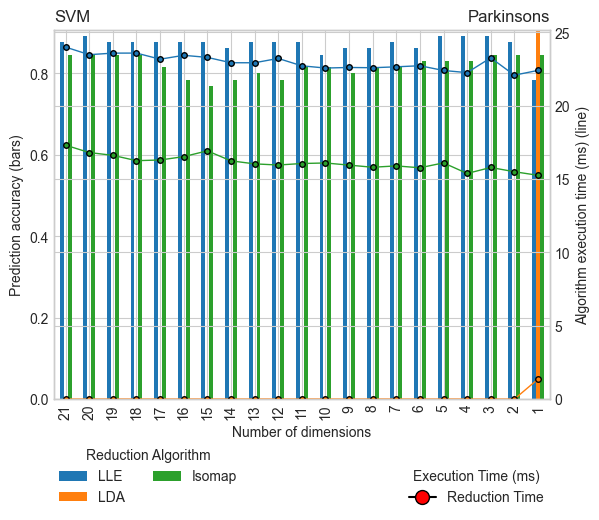 SVM
Parkinsons
0.8
0.6
0.4
0.2
0.0
Prediction accuracy (bars)
25
20
15
10
5
0
Algorithm execution time (ms) (line)
21 20 19 18 17 16 15 14 13 12 11 10 9 8 7 6 5 4 3 2 1
Number of dimensions
Reduction Algorithm
LLE
LDA
Isomap
Execution Time (ms)
Reduction Time